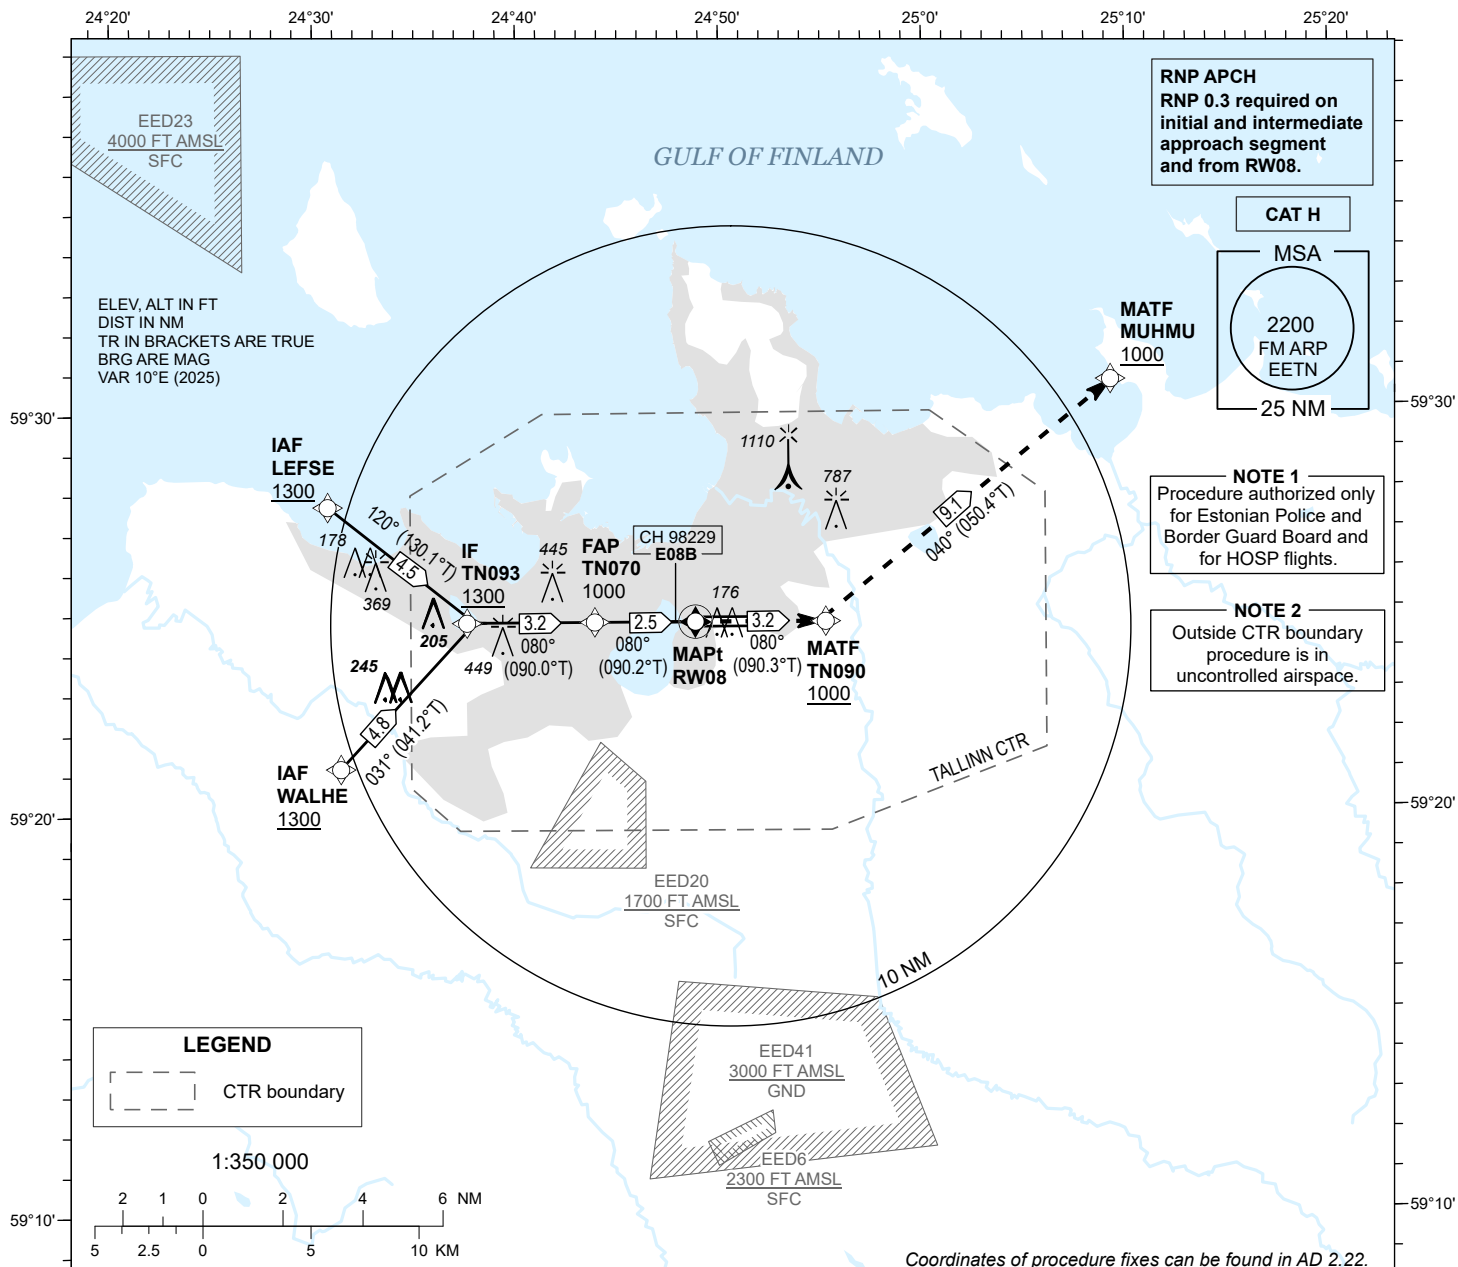 24°20'
24°30'
24°40'
24°50'
25°0'
25°10'
25°20'
RNP APCH
RNP 0.3 required on
initial and intermediate
approach segment
and from RW08.
EED23
4000 FT AMSL
SFC
GULF OF FINLAND
CAT H
MSA
2200
FM ARP
EETN
25 NM
ELEV, ALT IN FT
DIST IN NM
TR IN BRACKETS ARE TRUE
BRG ARE MAG
VAR 10°E (2025)
MATF
MUHMU
1000
59°30'
59°30'
IAF
LEFSE
1300
1110
787
NOTE 1
Procedure authorized only
for Estonian Police and
Border Guard Board and
for HOSP flights.
120° (130.1°T)
4.5
178
369
205
IF
TN093
1300
445
FAP
TN070
1000
CH 98229
E08B
176
9.1
040° (050.4°T)
3.2
2.5
3.2
449
080°
(090.0°T)
080°
(090.2°T)
MAPt
RW08
080°
(090.3°T)
MATF
TN090
1000
NOTE 2
Outside CTR boundary
procedure is in
uncontrolled airspace.
245
4.8
031° (041.2°T)
IAF
WALHE
1300
TALLINN CTR
59°20'
59°20'
EED20
1700 FT AMSL
SFC
10 NM
LEGEND
CTR boundary
EED41
3000 FT AMSL
GND
EED6
2300 FT AMSL
SFC
1:350 000
2 1 0 2 4 6 NM
5 2.5 0 5 10 KM
59°10'
59°10'
Coordinates of procedure fixes can be found in AD 2.22.